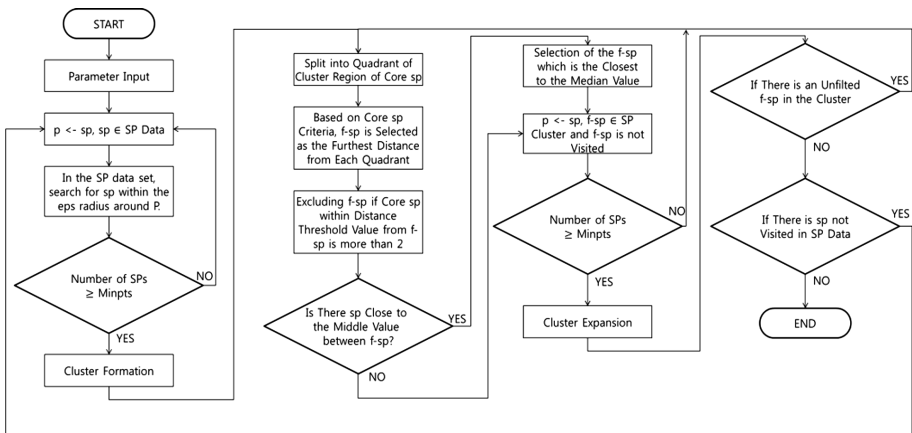 START
Parameter Input
p <- sp, sp ∈ SP Data
In the SP data set,
search for sp within the
eps radius around P.
Number of SPs
≥ Minpts
NO
YES
Cluster Formation
Split into Quadrant of
Cluster Region of Core sp
Based on Core sp
Criteria, f-sp is Selected
as the Furthest Distance
from Each Quadrant
Excluding f-sp if Core sp
within Distance
Threshold Value from f-
sp is more than 2
Is There sp Close to
the Middle Value
between f-sp?
YES
NO
Selection of the f-sp
which is the Closest
to the Median Value
p <- sp, f-sp ∈ SP
Cluster and f-sp is not
Visited
Number of SPs
≥ Minpts
NO
YES
Cluster Expansion
If There is an Unfilted
f-sp in the Cluster
YES
NO
If There is sp not
Visited in SP Data
YES
NO
END